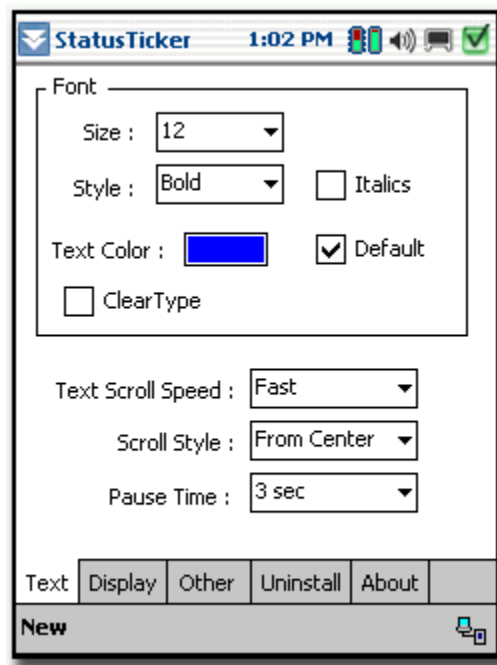 StatusTicker 1:02 PM
Font
Size : 12
Style : Bold Italics
Text Color : Default
ClearType
Text Scroll Speed : Fast
Scroll Style : From Center
Pause Time : 3 sec
Text Display Other Uninstall About
New